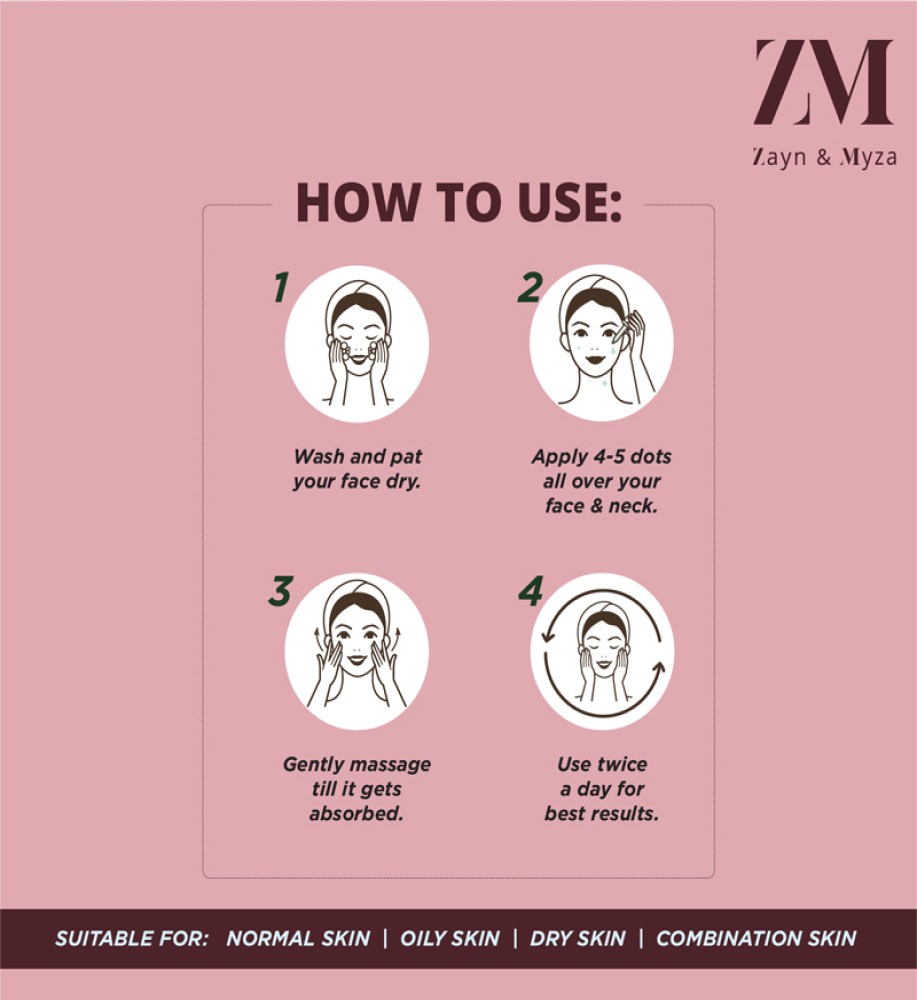 ZM
Zayn & Myza
HOW TO USE:
1
Wash and pat
your face dry.
2
Apply 4-5 dots
all over your
face & neck.
3
Gently massage
till it gets
absorbed.
4
Use twice
a day for
best results.
SUITABLE FOR: NORMAL SKIN | OILY SKIN | DRY SKIN | COMBINATION SKIN